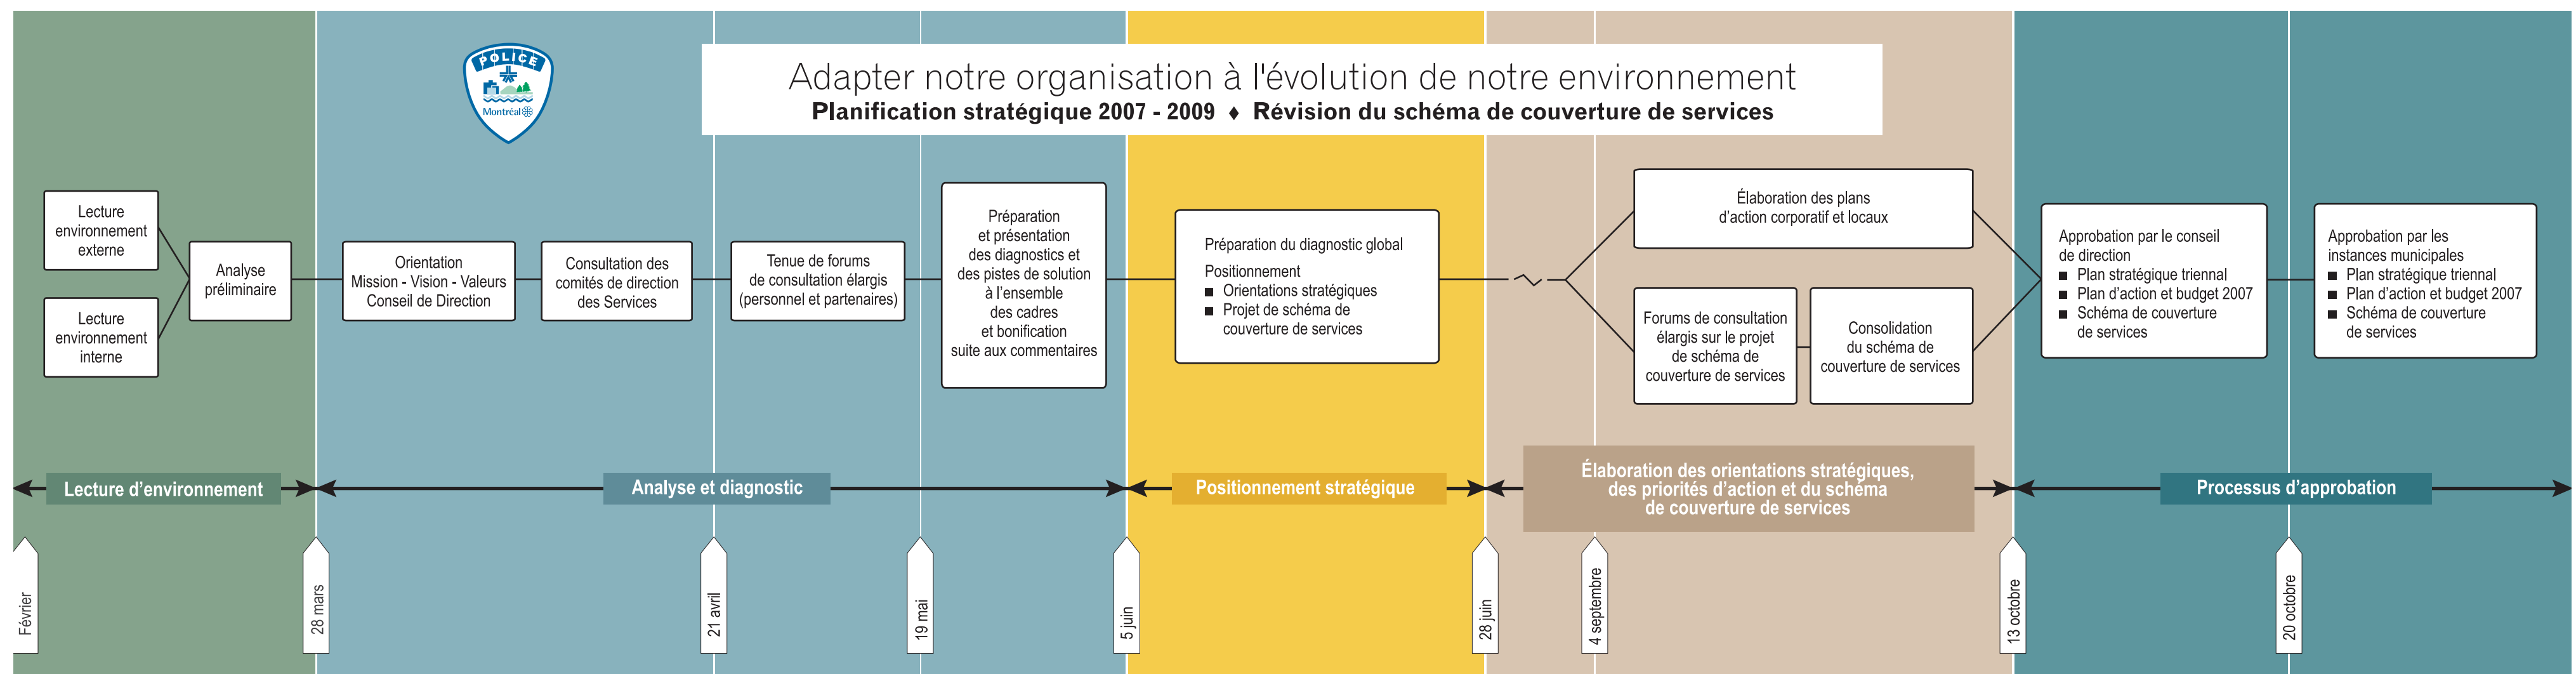 POLICE
Montréal
Adapter notre organisation à l'évolution de notre environnement
Planification stratégique 2007 - 2009 ♦ Révision du schéma de couverture de services
Lecture
environnement
externe
Lecture
environnement
interne
Analyse
préliminaire
Orientation
Mission - Vision - Valeurs
Conseil de Direction
Consultation des
comités de direction
des Services
Tenue de forums
de consultation élargis
(personnel et partenaires)
Préparation
et présentation
des diagnostics et
des pistes de solution
à l’ensemble
des cadres
et bonification
suite aux commentaires
Préparation du diagnostic global
Positionnement
■ Orientations stratégiques
■ Projet de schéma de
couverture de services
Élaboration des plans
d’action corporatif et locaux
Forums de consultation
élargis sur le projet
de schéma de
couverture de services
Consolidation
du schéma de
couverture de services
Approbation par le conseil
de direction
■ Plan stratégique triennal
■ Plan d’action et budget 2007
■ Schéma de couverture
de services
Approbation par les
instances municipales
■ Plan stratégique triennal
■ Plan d’action et budget 2007
■ Schéma de couverture
de services
Lecture d’environnement
Analyse et diagnostic
Positionnement stratégique
Élaboration des orientations stratégiques,
des priorités d’action et du schéma
de couverture de services
Processus d’approbation
Février
28 mars
21 avril
19 mai
5 juin
28 juin
4 septembre
13 octobre
20 octobre